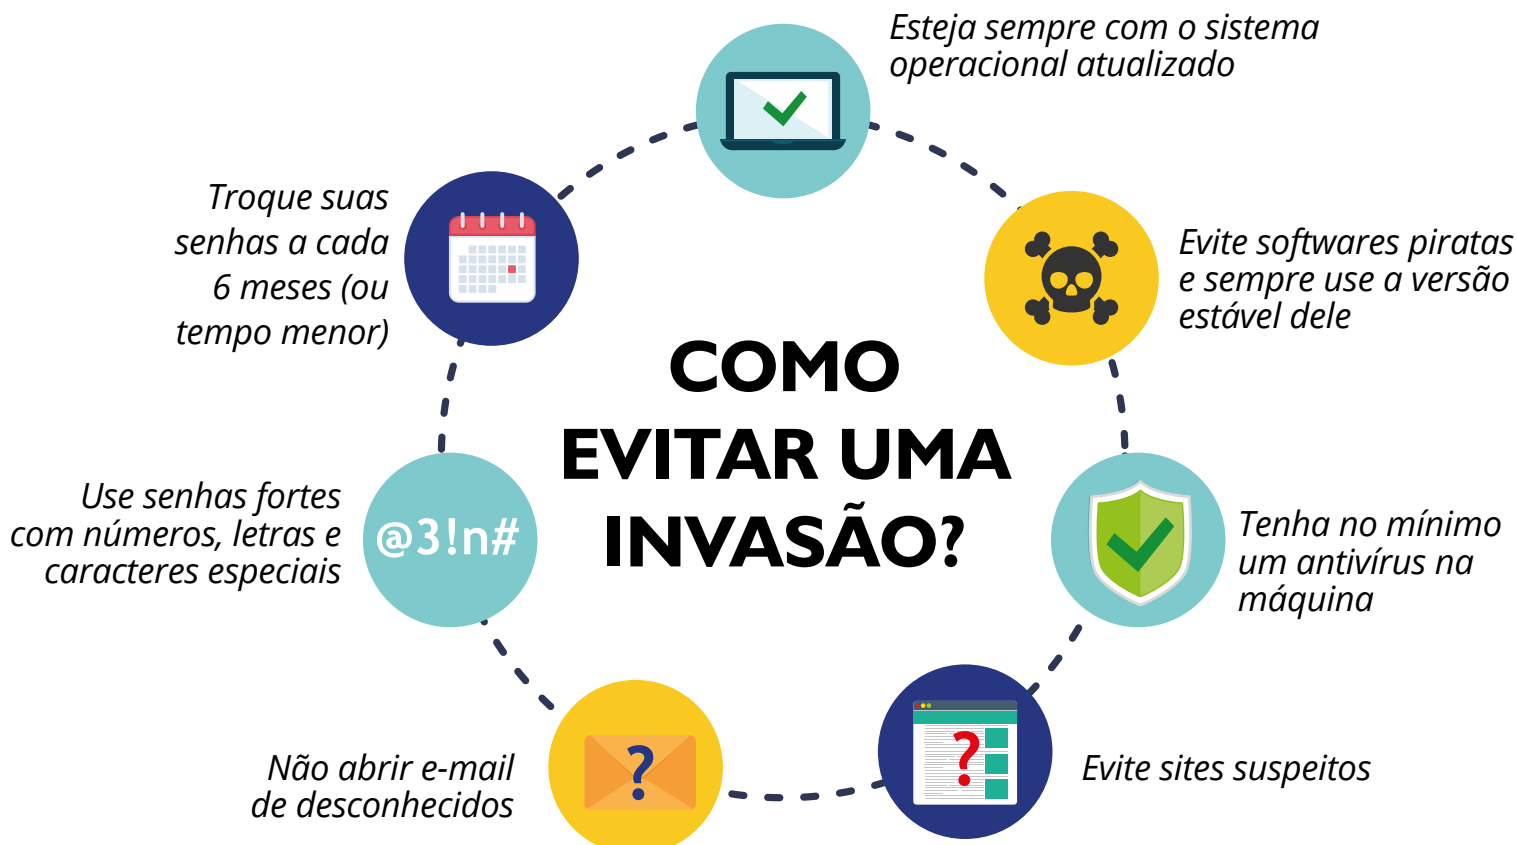 COMO
EVITAR UMA
INVASÃO?
Esteja sempre com o sistema
operacional atualizado
Evite softwares piratas
e sempre use a versão
estável dele
Tenha no mínimo
um antivírus na
máquina
Evite sites suspeitos
?
Não abrir e-mail
de desconhecidos
?
Use senhas fortes
com números, letras e
caracteres especiais
@3!n#
Troque suas
senhas a cada
6 meses (ou
tempo menor)